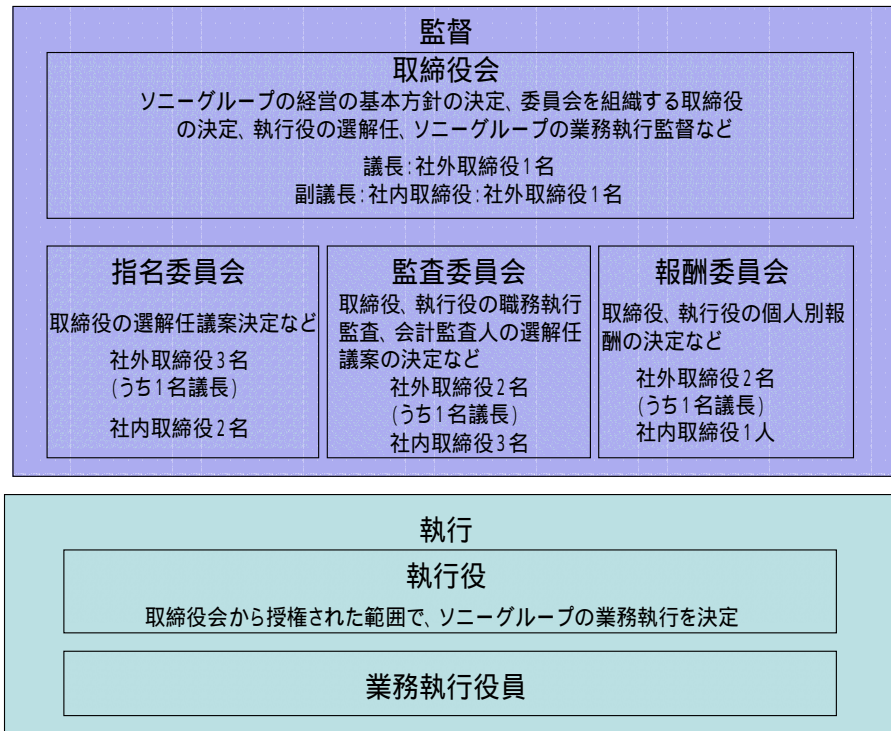 監督
取締役会
ソニーグループの経営の基本方針の決定、委員会を組織する取締役
の決定、執行役の選解任、ソニーグループの業務執行監督など
議長:社外取締役1名
副議長:社内取締役:社外取締役1名
指名委員会
取締役の選解任議案決定など
社外取締役3名
(うち1名議長)
社内取締役2名
監査委員会
取締役、執行役の職務執行
監査、会計監査人の選解任
議案の決定など
社外取締役2名
(うち1名議長)
社内取締役3名
報酬委員会
取締役、執行役の個人別報
酬の決定など
社外取締役2名
(うち1名議長)
社内取締役1人
執行
執行役
取締役会から授権された範囲で、ソニーグループの業務執行を決定
業務執行役員